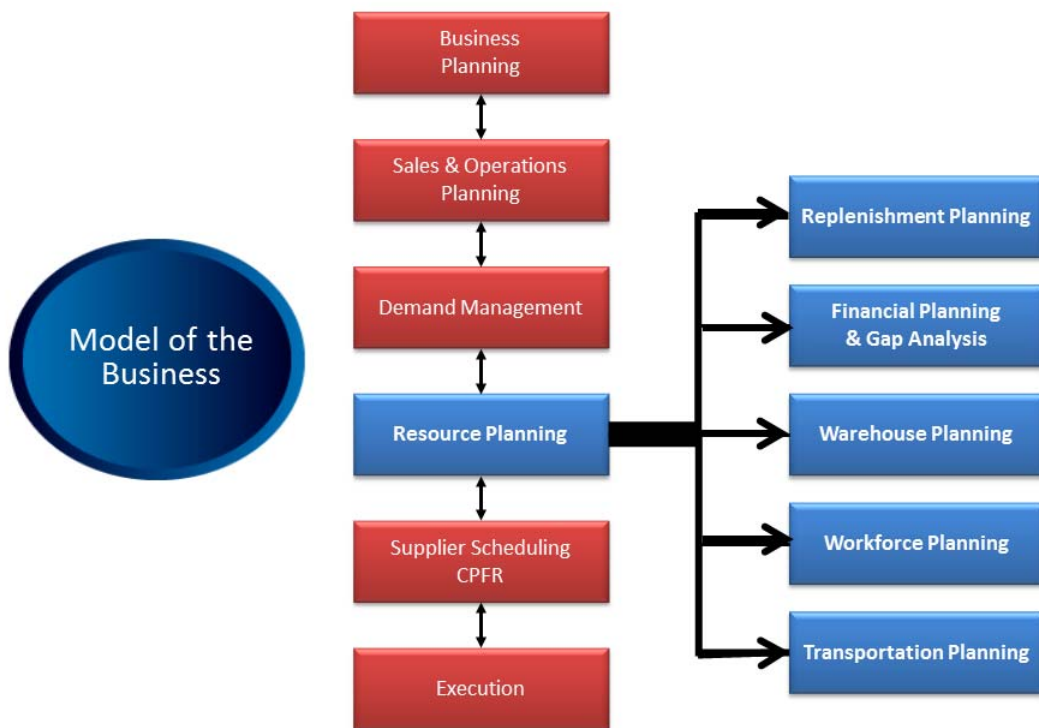 Model of the
Business
Business
Planning
Sales & Operations
Planning
Demand Management
Resource Planning
Supplier Scheduling
CPFR
Execution
Replenishment Planning
Financial Planning
& Gap Analysis
Warehouse Planning
Workforce Planning
Transportation Planning